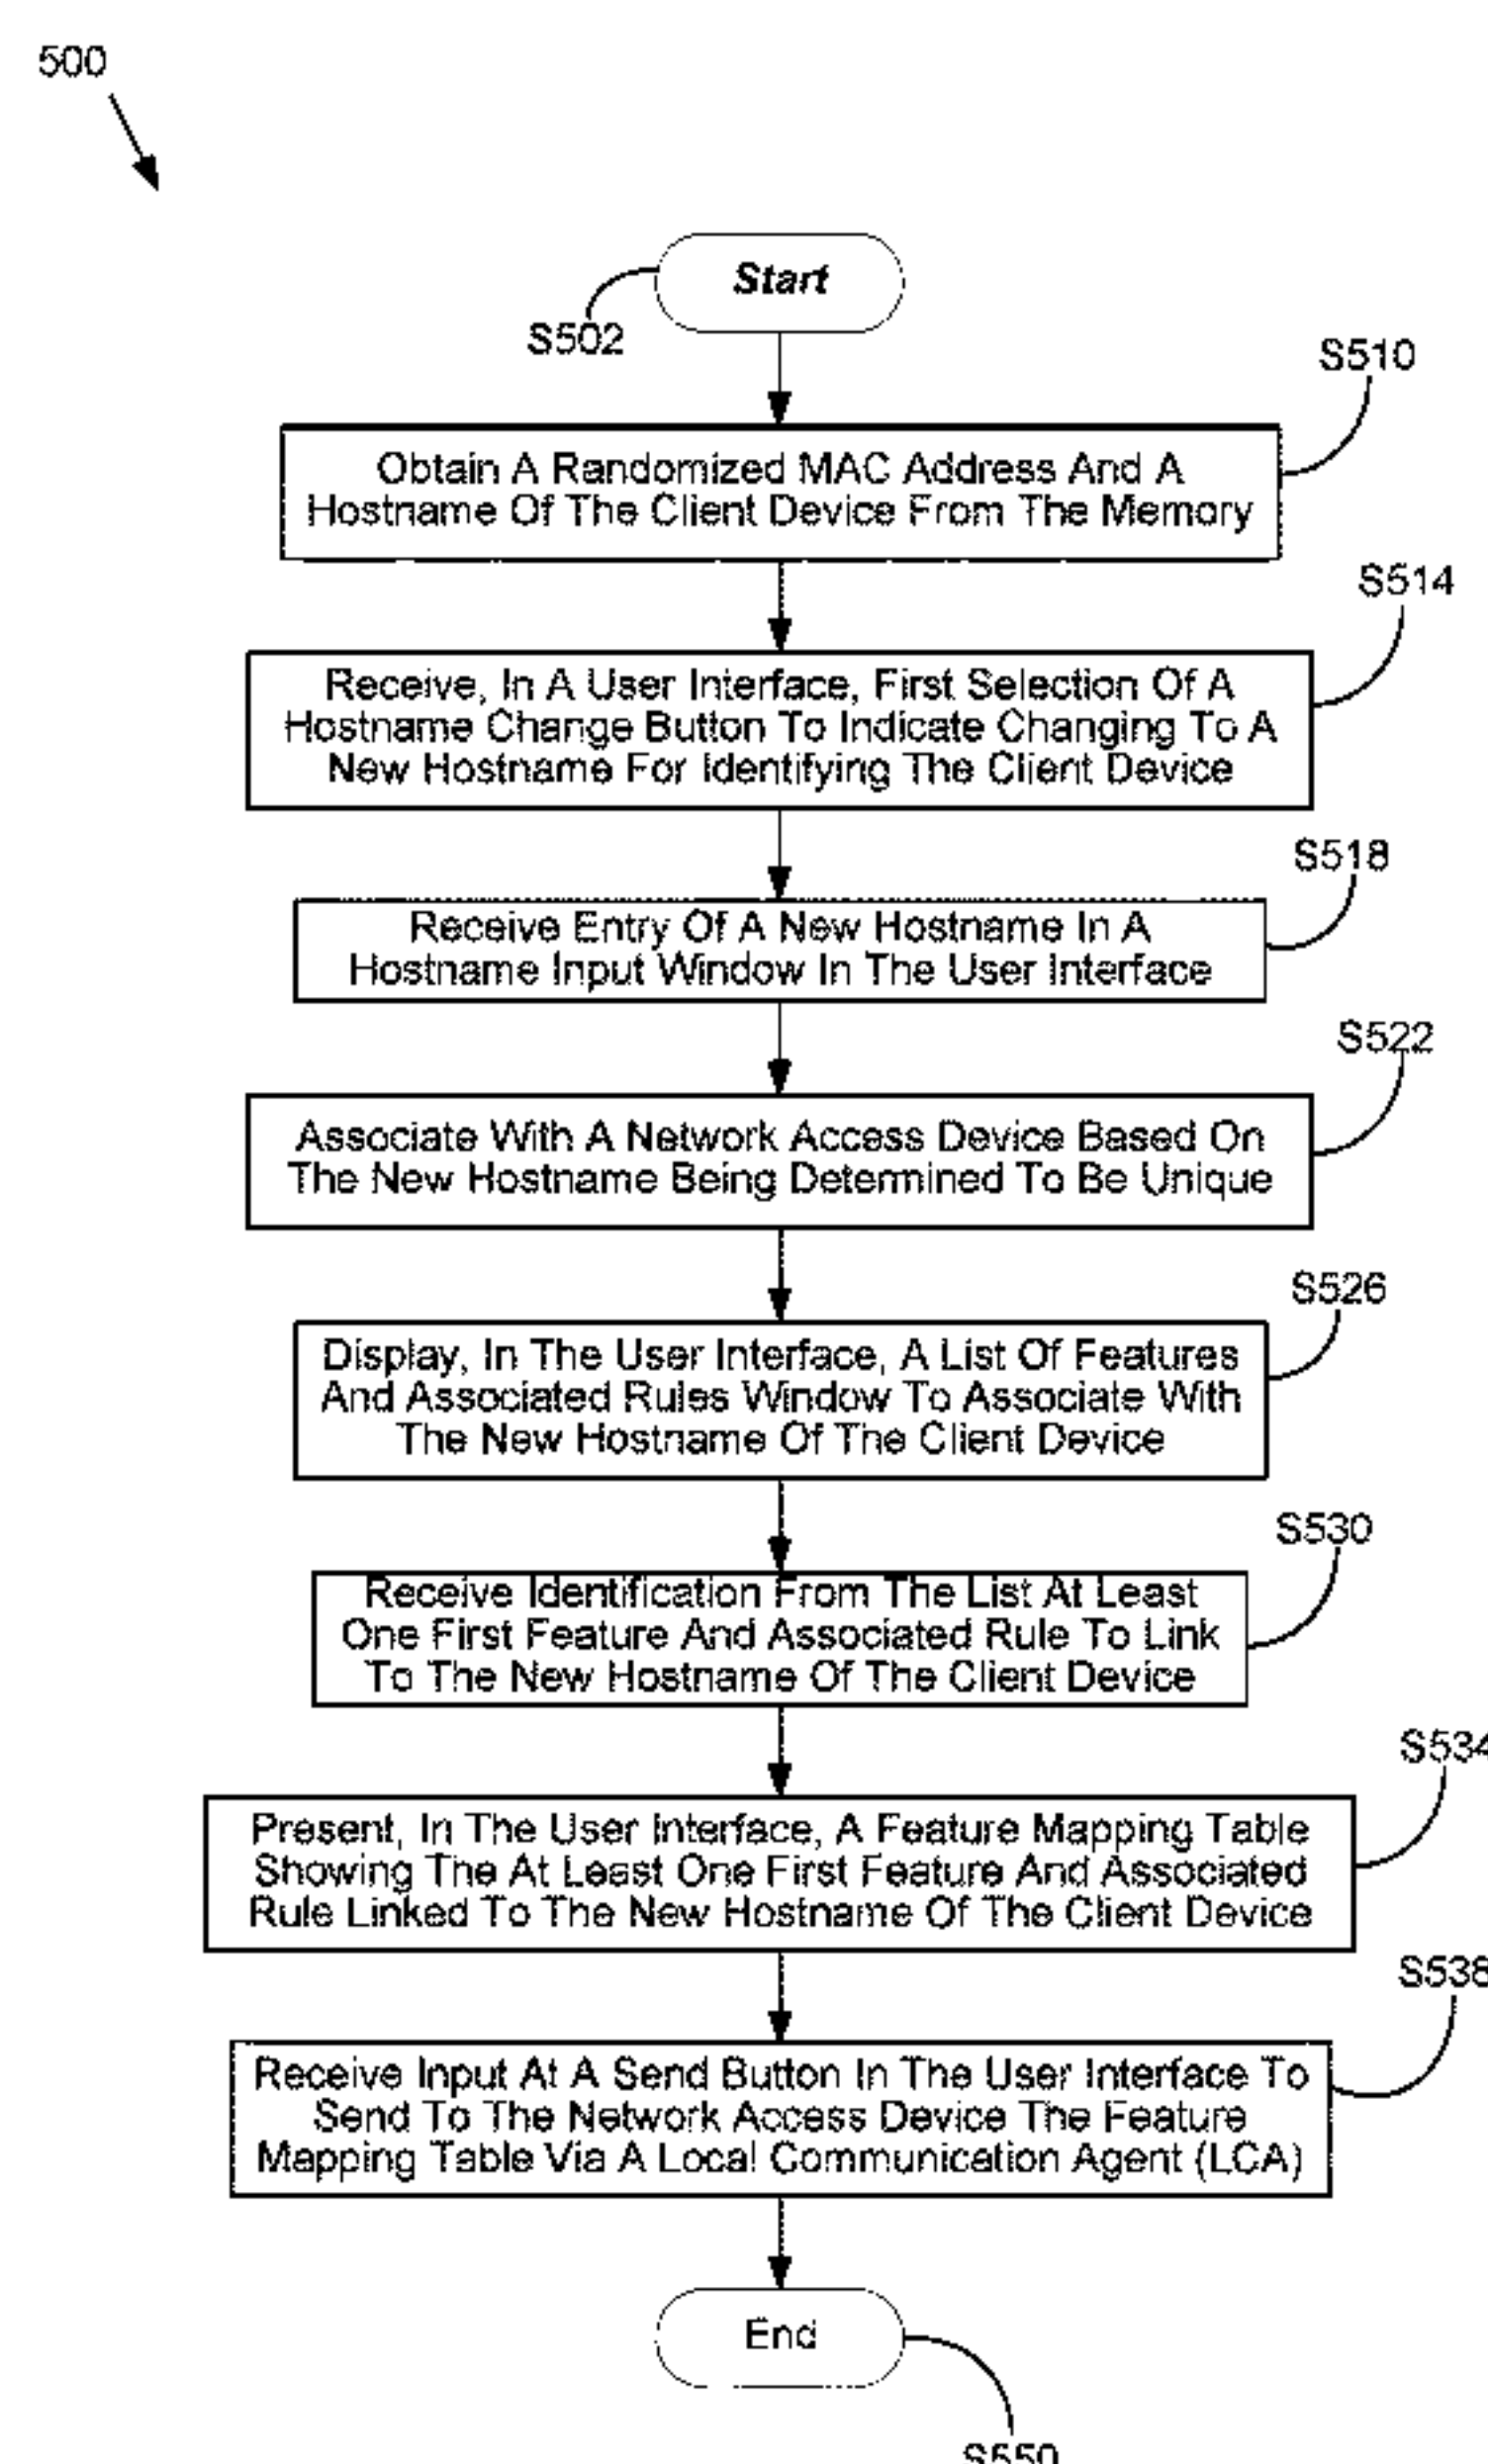 500
Start
S502
S510
Obtain A Randomized MAC Address And A
Hostname Of The Client Device From The Memory
S514
Receive, In A User Interface, First Selection Of A
Hostname Change Button To Indicate Changing To A
New Hostname For Identifying The Client Device
S518
Receive Entry Of A New Hostname In A
Hostname Input Window In The User Interface
S522
Associate With A Network Access Device Based On
The New Hostname Being Determined To Be Unique
S526
Display, In The User Interface, A List Of Features
And Associated Rules Window To Associate With
The New Hostname Of The Client Device
S530
Receive Identification From The List At Least
One First Feature And Associated Rule To Link
To The New Hostname Of The Client Device
S534
Present, In The User Interface, A Feature Mapping Table
Showing The At Least One First Feature And Associated
Rule Linked To The New Hostname Of The Client Device
S538
Receive Input At A Send Button In The User Interface To
Send To The Network Access Device The Feature
Mapping Table Via A Local Communication Agent (LCA)
End
S550